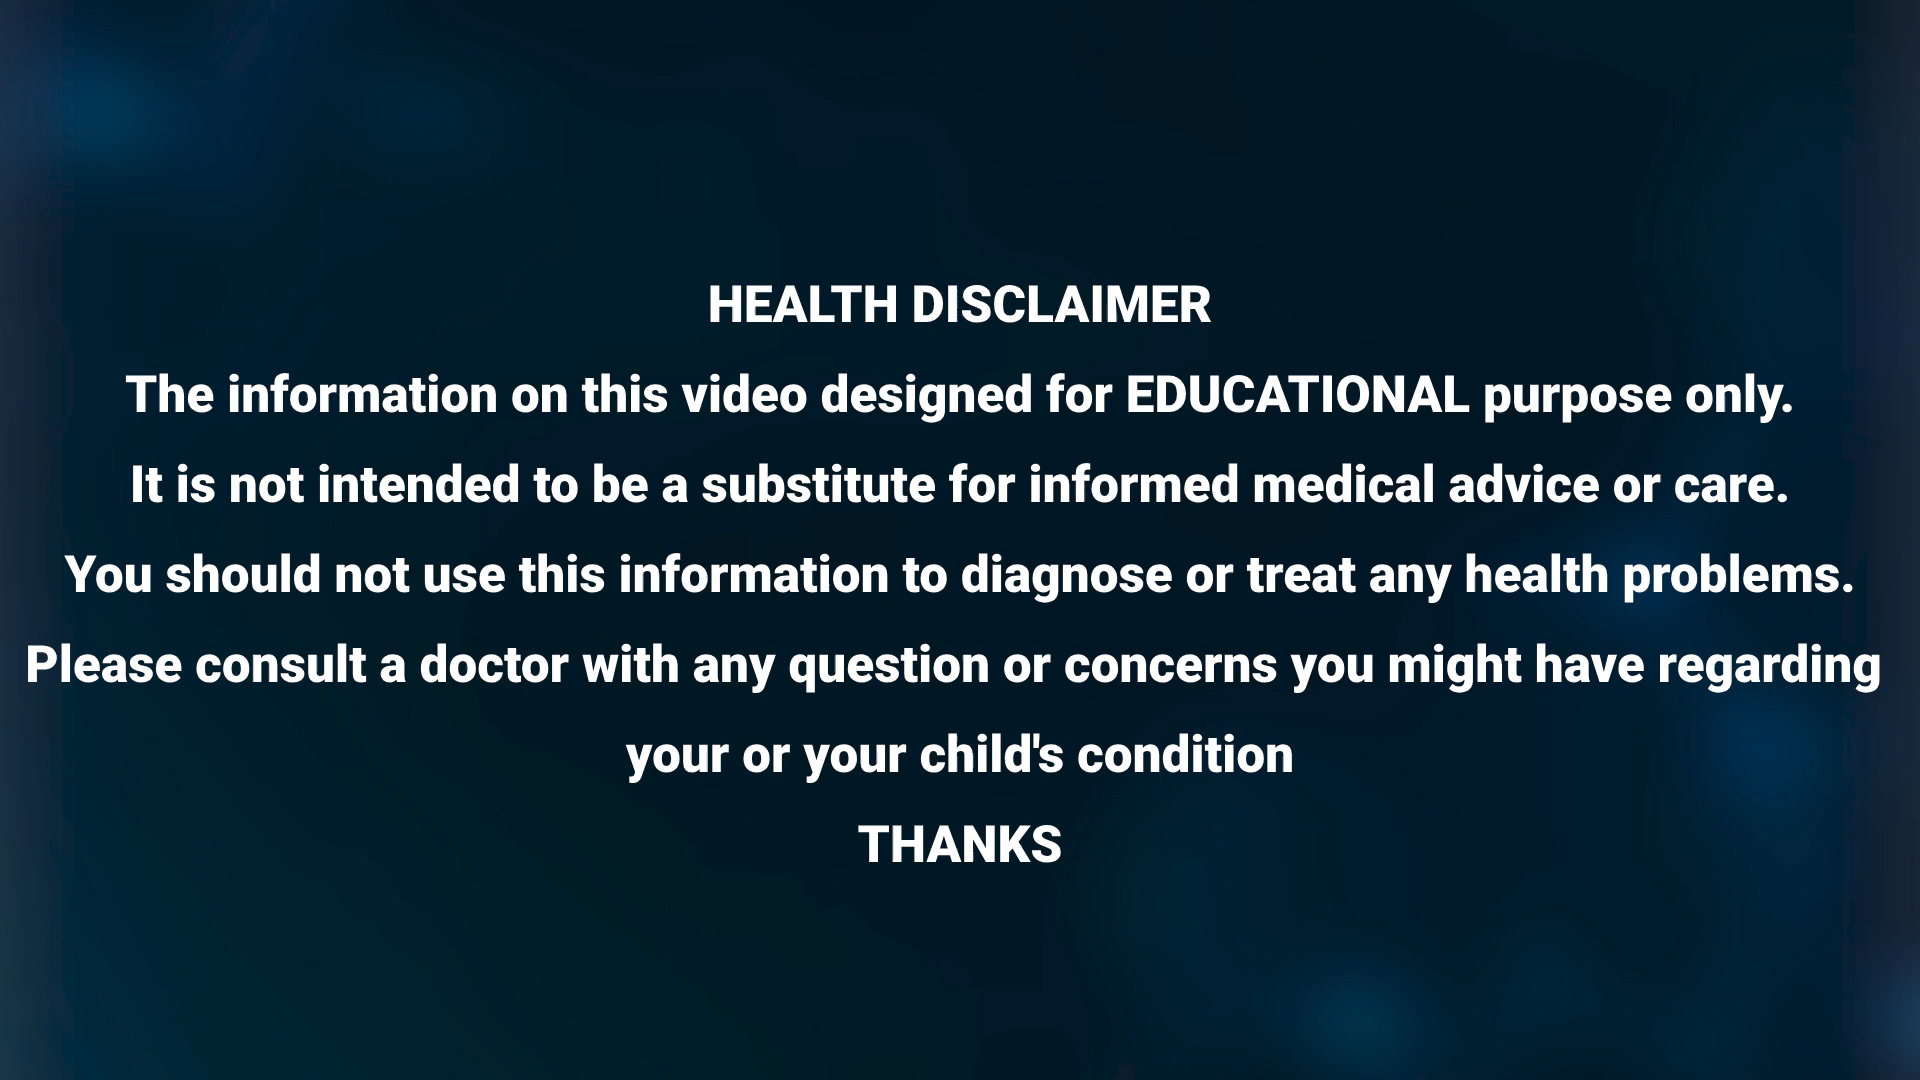 HEALTH DISCLAIMER
The information on this video designed for EDUCATIONAL purpose only.
It is not intended to be a substitute for informed medical advice or care.
You should not use this information to diagnose or treat any health problems.
Please consult a doctor with any question or concerns you might have regarding
your or your child's condition
THANKS